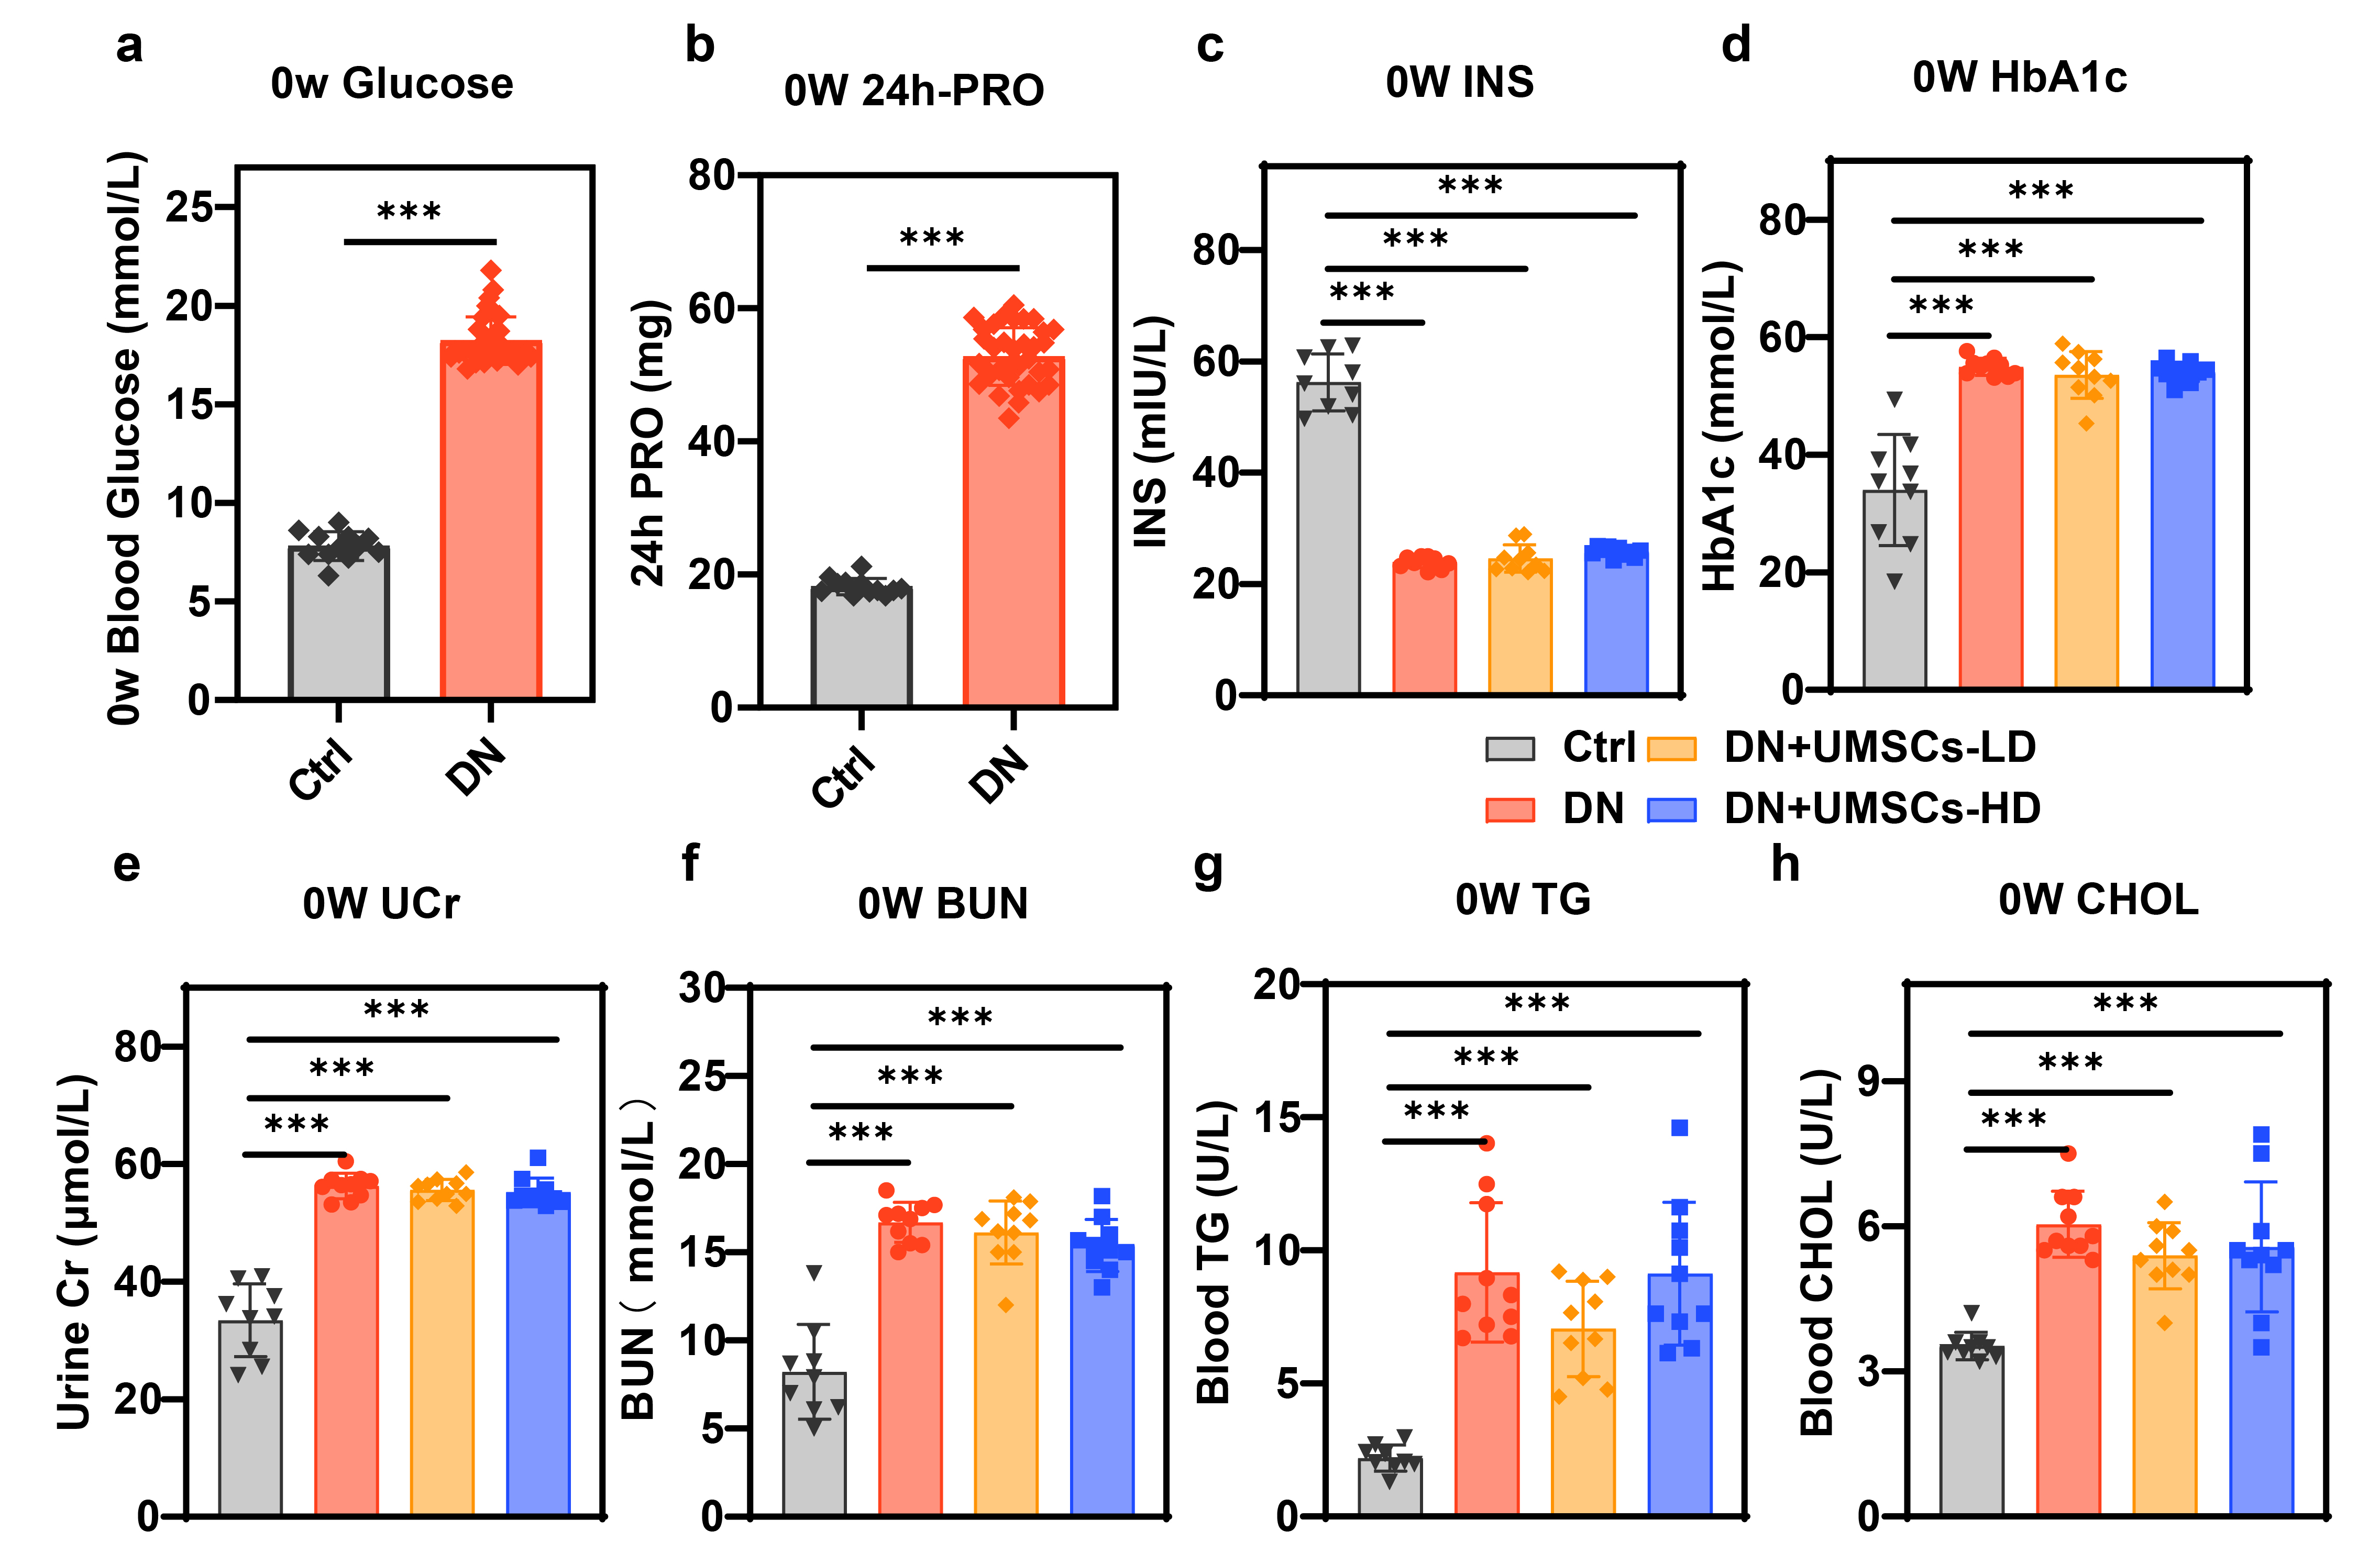 a
0w Glucose
0w Blood Glucose (mmol/L)
25
20
15
10
5
0
***
Ctrl
DN
b
0W 24h-PRO
24h PRO (mg)
80
60
40
20
0
***
Ctrl
DN
c
0W INS
INS (mIU/L)
80
60
40
20
0
***
***
***
d
0W HbA1c
HbA1c (mmol/L)
80
60
40
20
0
***
***
***
Ctrl
DN+UMSCs-LD
DN
DN+UMSCs-HD
e
0W UCr
Urine Cr (μmol/L)
80
60
40
20
0
***
***
***
f
0W BUN
BUN（mmol/L）
30
25
20
15
10
5
0
***
***
***
g
0W TG
Blood TG (U/L)
20
15
10
5
0
***
***
***
h
0W CHOL
Blood CHOL (U/L)
9
6
3
0
***
***
***